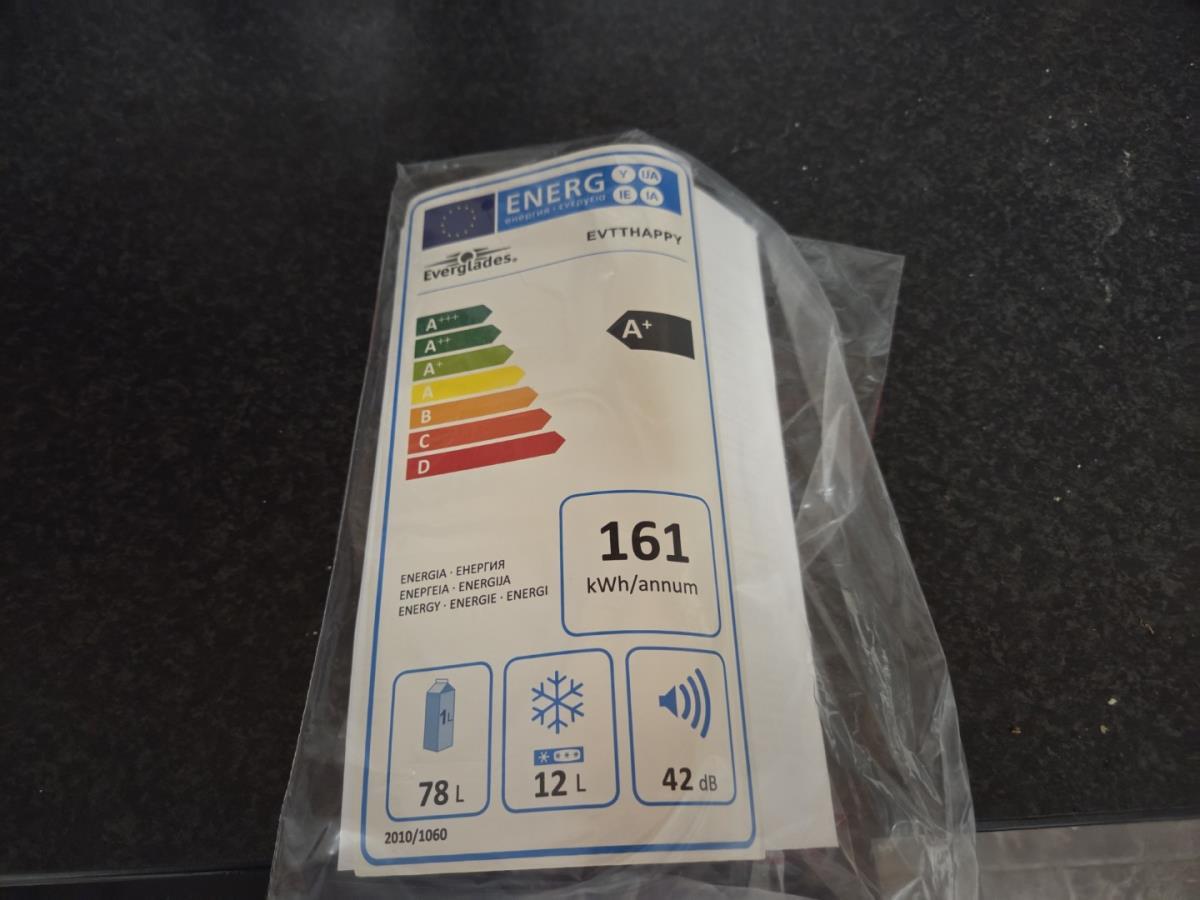 ENERG
Y
IJA
IE
IA
енергия · ενεργεια
Everglades®
EVTTHAPPY
A+++
A++
A+
A
B
C
D
A+
161
kWh/annum
ENERGIA · ЕНЕРГИЯ
ΕΝΕΡΓΕΙΑ · ENERGIJA
ENERGY · ENERGIE · ENERGI
1L
78 L
12 L
42 dB
2010/1060